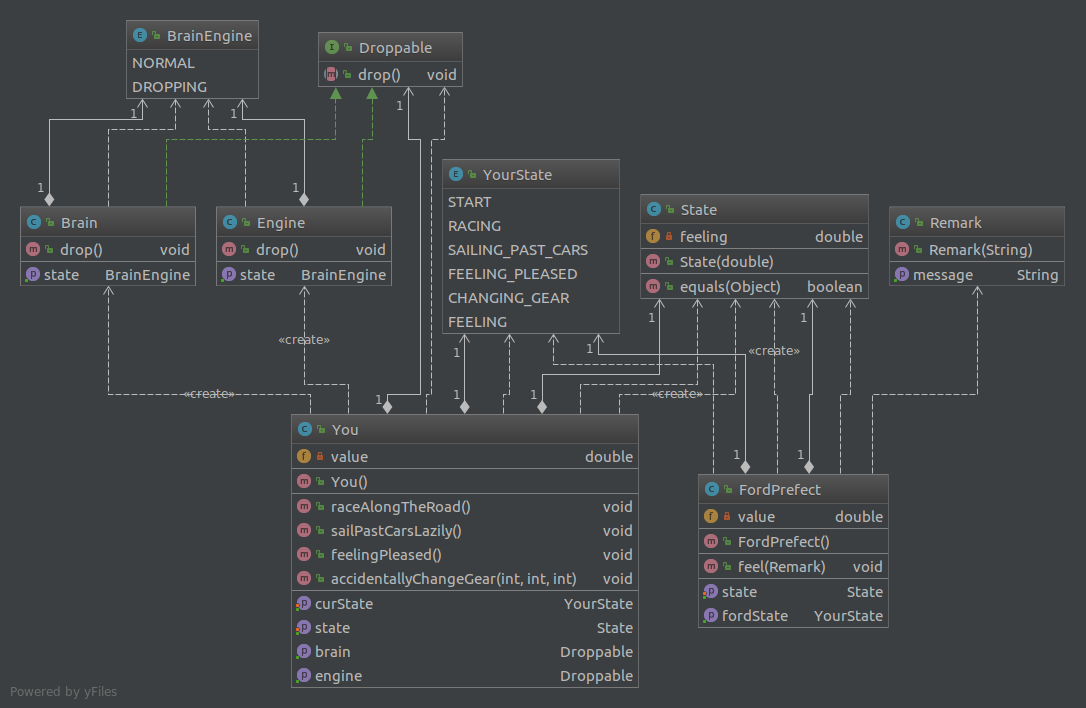 BrainEngine
NORMAL
DROPPING
Droppable
drop() void
1
1
1
1
1
Brain
drop() void
state BrainEngine
Engine
drop() void
state BrainEngine
YourState
START
RACING
SAILING_PAST_CARS
FEELING_PLEASED
CHANGING_GEAR
FEELING
State
feeling double
State(double)
equals(Object) boolean
Remark
Remark(String)
message String
1
1
1
1
«create»
«create»
«create»
«create»
1
1
1
1
1
You
value double
You()
raceAlongTheRoad() void
sailPastCarsLazily() void
feelingPleased() void
accidentallyChangeGear(int, int, int) void
curState YourState
state State
brain Droppable
engine Droppable
FordPrefect
value double
FordPrefect()
feel(Remark) void
state State
fordState YourState
Powered by yFiles